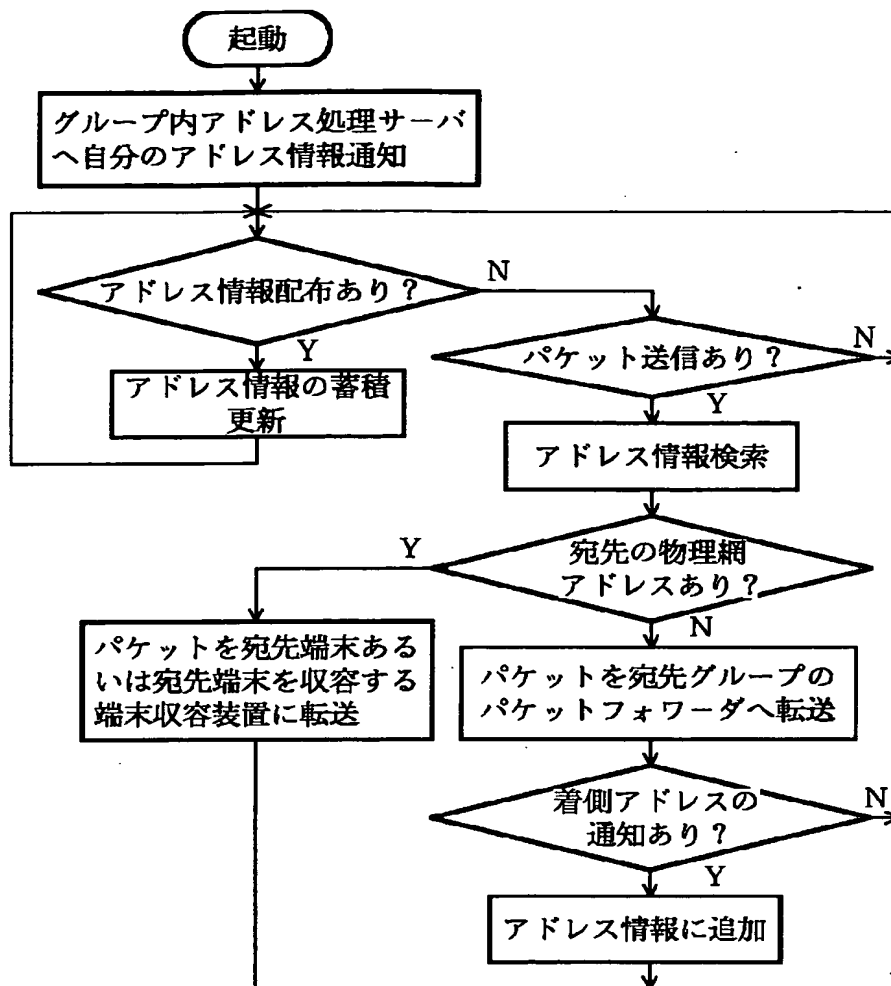 起動
グループ内アドレス処理サーバ
へ自分のアドレス情報通知
アドレス情報配布あり？
N
Y
パケット送信あり？
N
Y
アドレス情報の蓄積
更新
アドレス情報検索
宛先の物理網
アドレスあり？
Y
N
パケットを宛先端末ある
いは宛先端末を収容する
端末収容装置に転送
パケットを宛先グループの
パケットフォワーダへ転送
着側アドレスの
通知あり？
N
Y
アドレス情報に追加